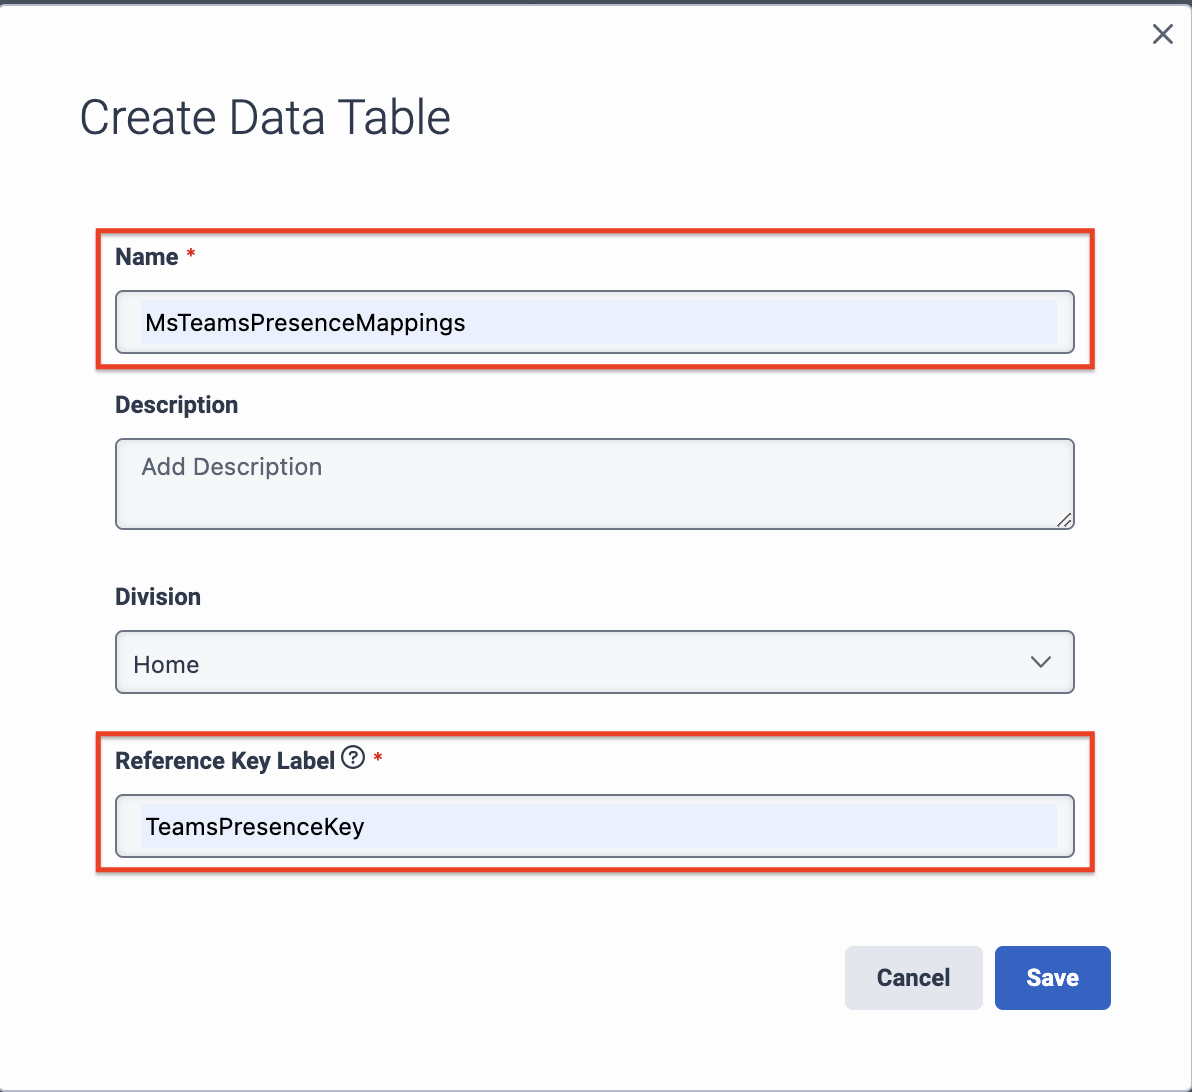 Create Data Table
Name *
MsTeamsPresenceMappings
Description
Add Description
Division
Home
Reference Key Label ? *
TeamsPresenceKey
Cancel Save